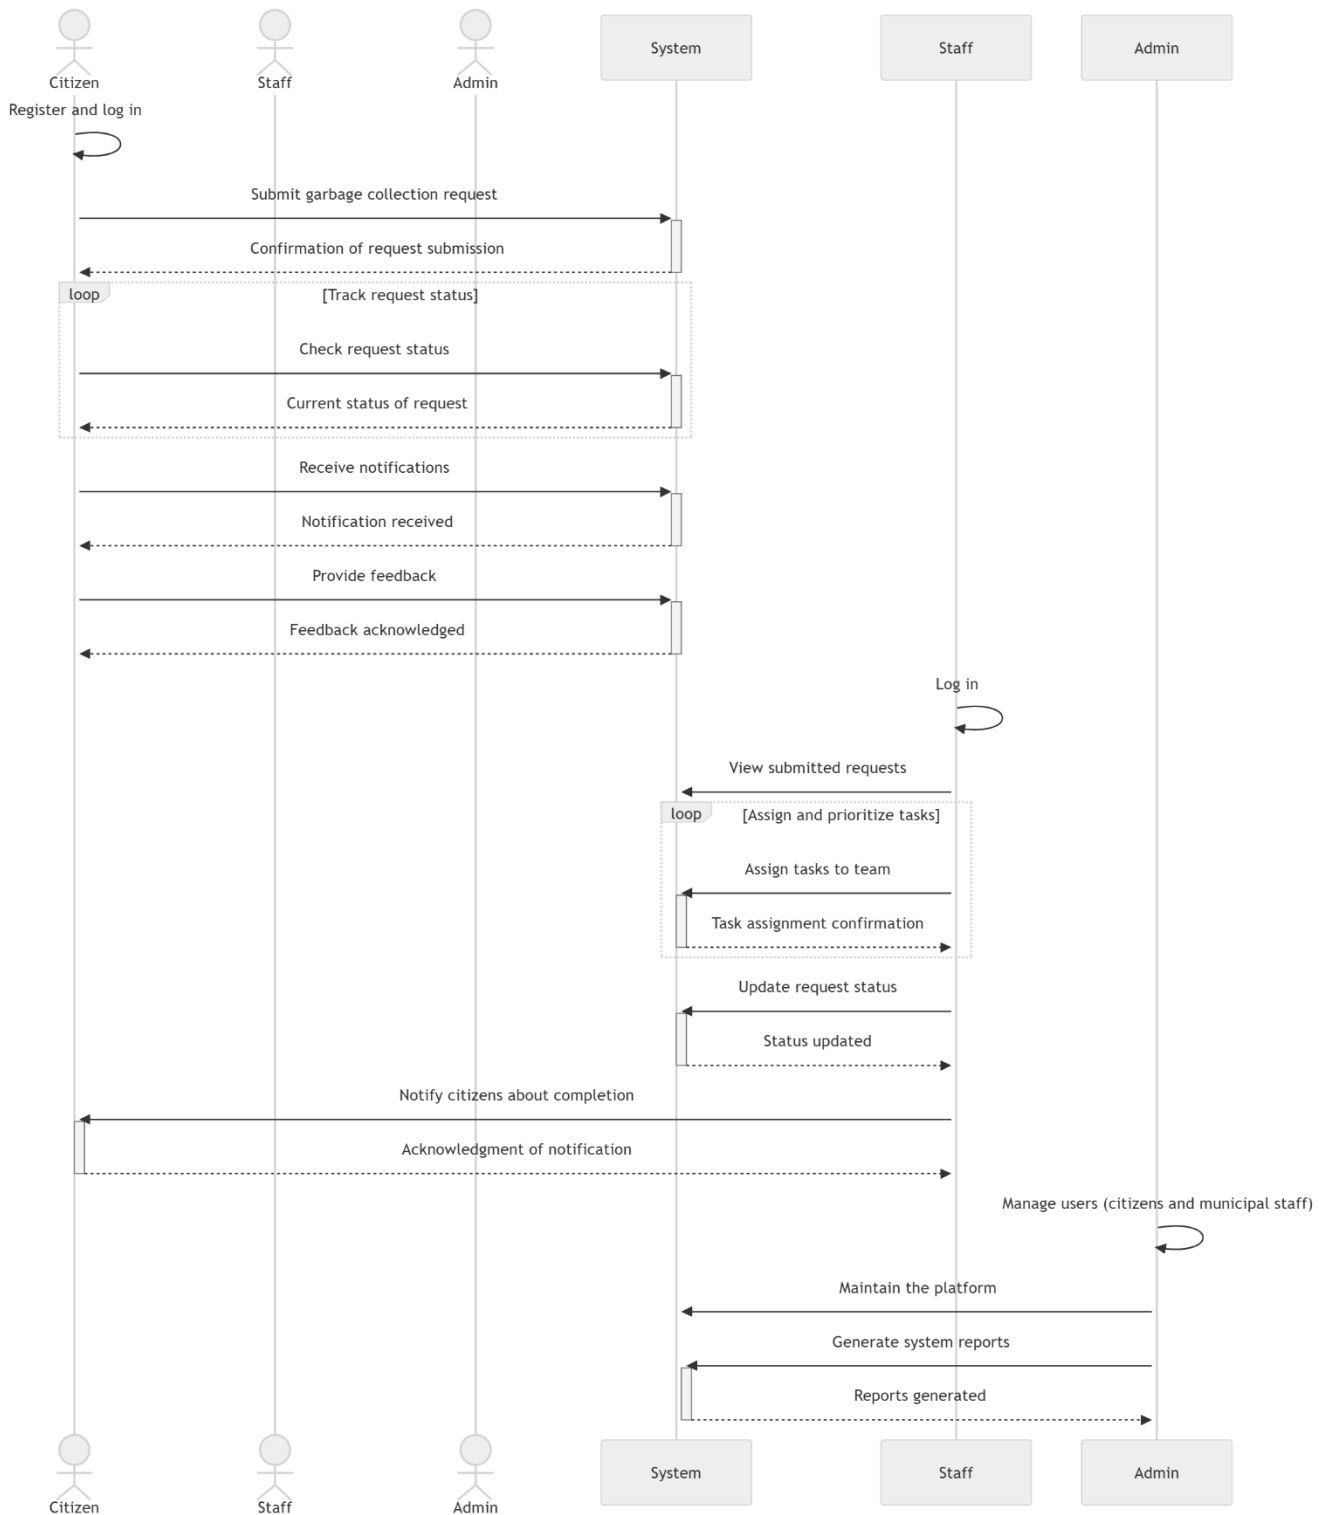 Citizen
Staff
Admin
System
Staff
Admin
Register and log in
Submit garbage collection request
Confirmation of request submission
loop
[Track request status]
Check request status
Current status of request
Receive notifications
Notification received
Provide feedback
Feedback acknowledged
Log in
View submitted requests
loop
[Assign and prioritize tasks]
Assign tasks to team
Task assignment confirmation
Update request status
Status updated
Notify citizens about completion
Acknowledgment of notification
Manage users (citizens and municipal staff)
Maintain the platform
Generate system reports
Reports generated
Citizen
Staff
Admin
System
Staff
Admin